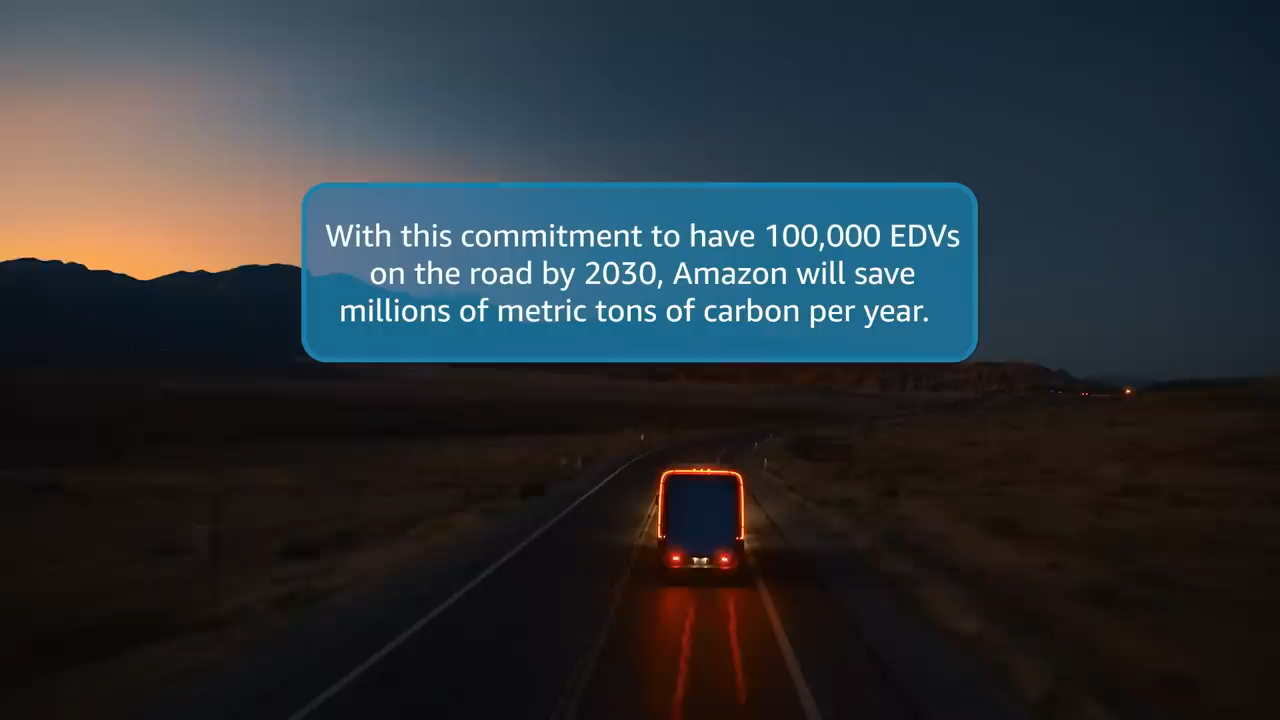 With this commitment to have 100,000 EDVs
on the road by 2030, Amazon will save
millions of metric tons of carbon per year.